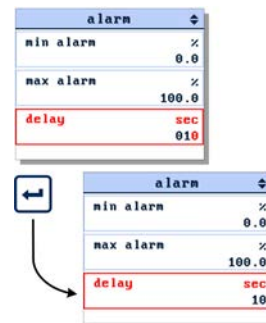 alarm
min alarm %
0.0
max alarm %
100.0
delay sec
010
alarm
min alarm %
0.0
max alarm %
100.0
delay sec
10